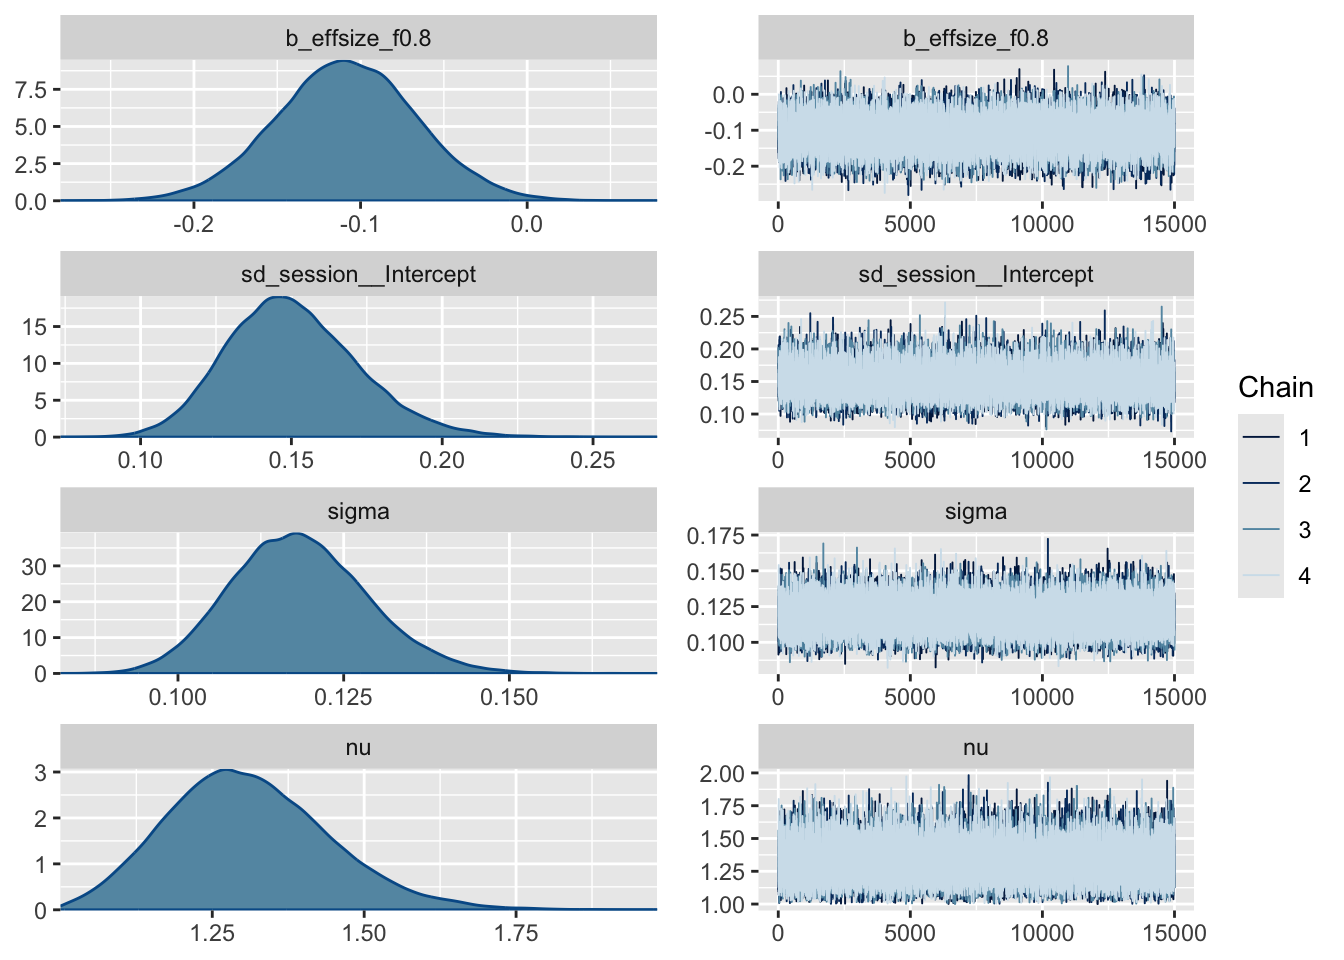 b_effsize_f0.8
7.5
5.0
2.5
0.0
-0.2 -0.1 0.0
b_effsize_f0.8
0.0
-0.1
-0.2
0 5000 10000 15000
sd_session__Intercept
15
10
5
0
0.10 0.15 0.20 0.25
sd_session__Intercept
0.25
0.20
0.15
0.10
0 5000 10000 15000
sigma
30
20
10
0
0.100 0.125 0.150
sigma
0.175
0.150
0.125
0.100
0 5000 10000 15000
nu
3
2
1
0
1.25 1.50 1.75
nu
2.00
1.75
1.50
1.25
1.00
0 5000 10000 15000
Chain
1
2
3
4